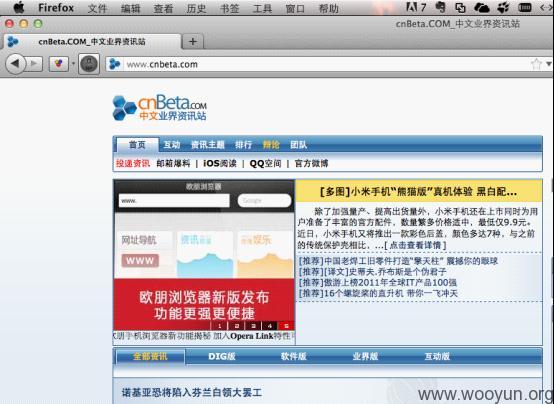 Firefox 文件 编辑 查看 历史 书签 工具 窗口 帮助
7
cnBeta.COM_中文业界资讯站
cnBeta.COM_中文业界资讯站
www.cnbeta.com
cnBeta.COM
中文业界资讯站
首页 互动 资讯主题 排行 辩论 团队
投递资讯 邮箱爆料 | iOS阅读 | QQ空间 | 官方微博
欧朋浏览器
www. Google
网址导航 资讯 娱乐
WWW
欧朋浏览器新版发布
功能更强更便捷
1 2 3 4 5
朋手机浏览器新功能揭秘 加入Opera Link特性
[多图]小米手机“熊猫版”真机体验 黑白配...
除了加强量产、提高出货量外，小米手机还在上市同时为用
户准备了丰富的官方配件，数量繁多价格适中，最低仅9.9元。
近日，小米手机又将推出一款彩色后盖，颜色多达7种，与之前
的传统保护壳相比，...[点击查看详情]
[推荐]中国老焊工旧零件打造“擎天柱” 震撼你的眼球
[推荐][译文]史蒂夫.乔布斯是个伪君子
[推荐]傲游上榜2011年全球IT产品100强
[推荐]16个螺旋桨的直升机 带你一飞冲天
全部资讯 DIG版 软件版 业界版 互动版
诺基亚恐将陷入芬兰白领大罢工
www.wooyun.org